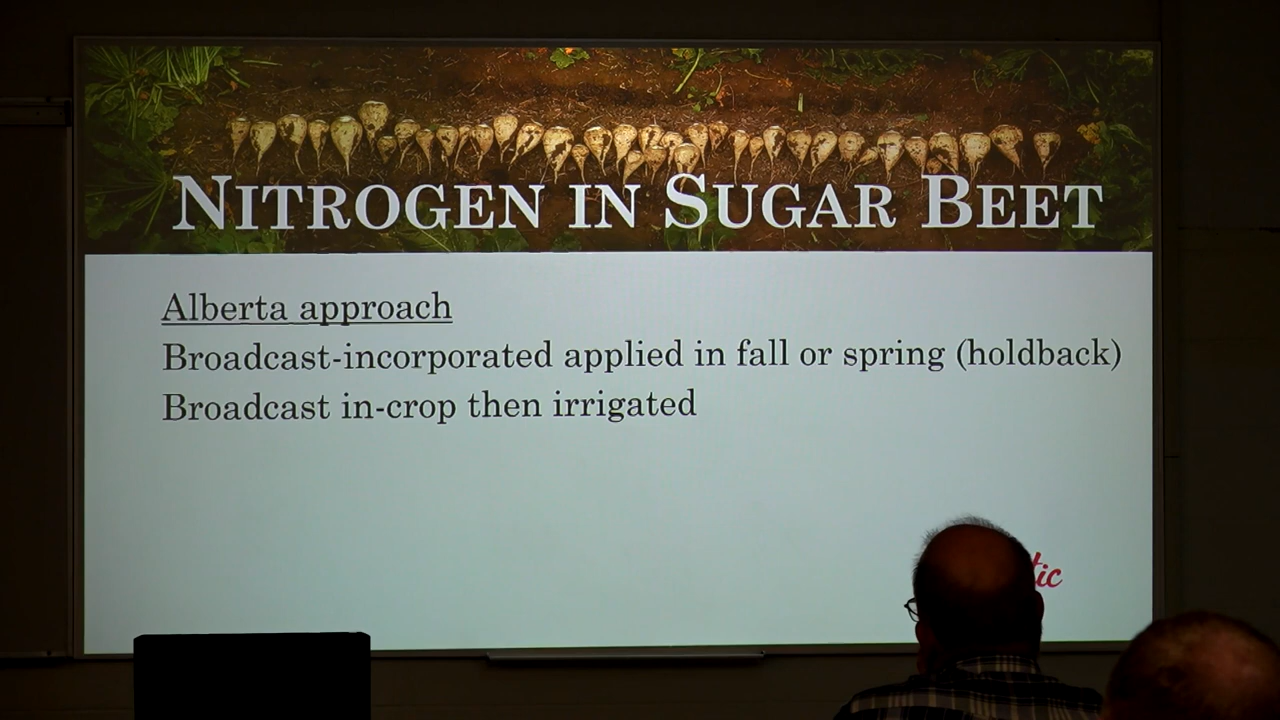 NITROGEN IN SUGAR BEET
Alberta approach
Broadcast-incorporated applied in fall or spring (holdback)
Broadcast in-crop then irrigated